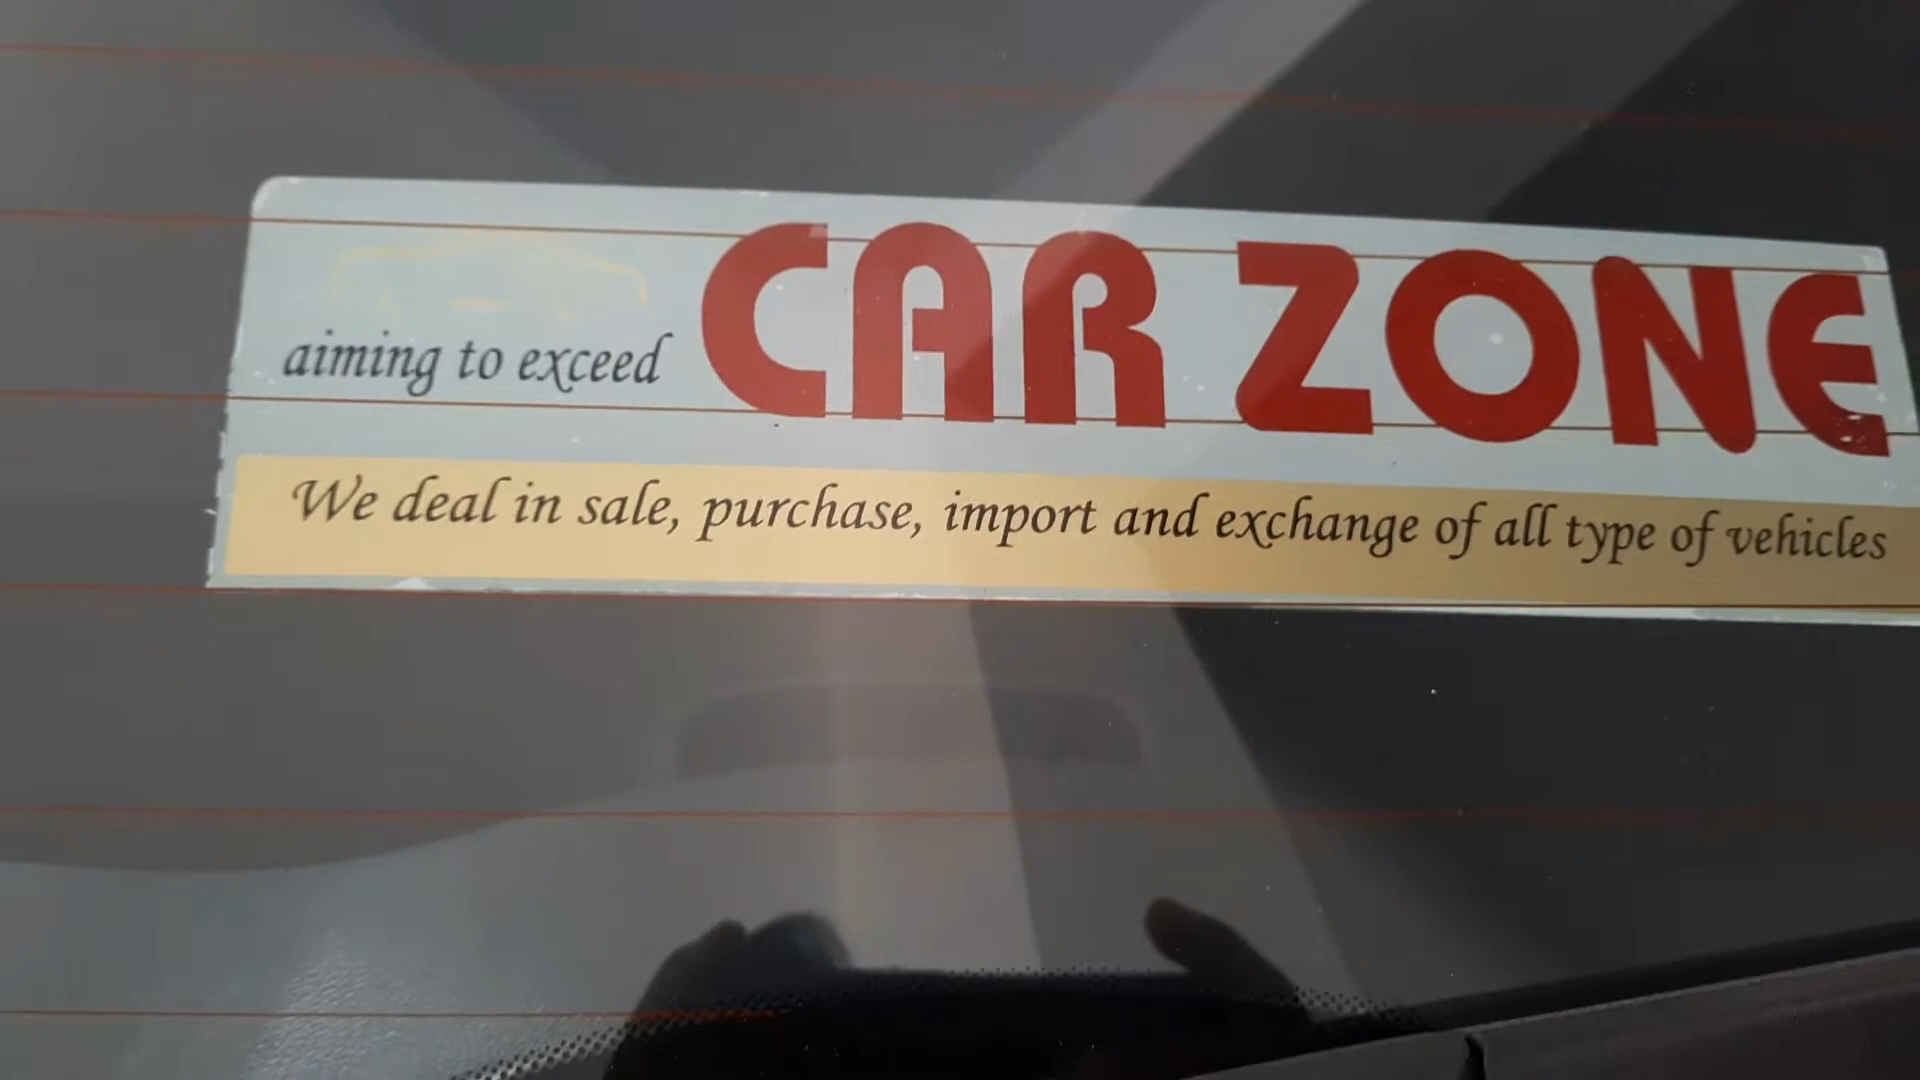 aiming to exceed CAR ZONE
We deal in sale, purchase, import and exchange of all type of vehicles